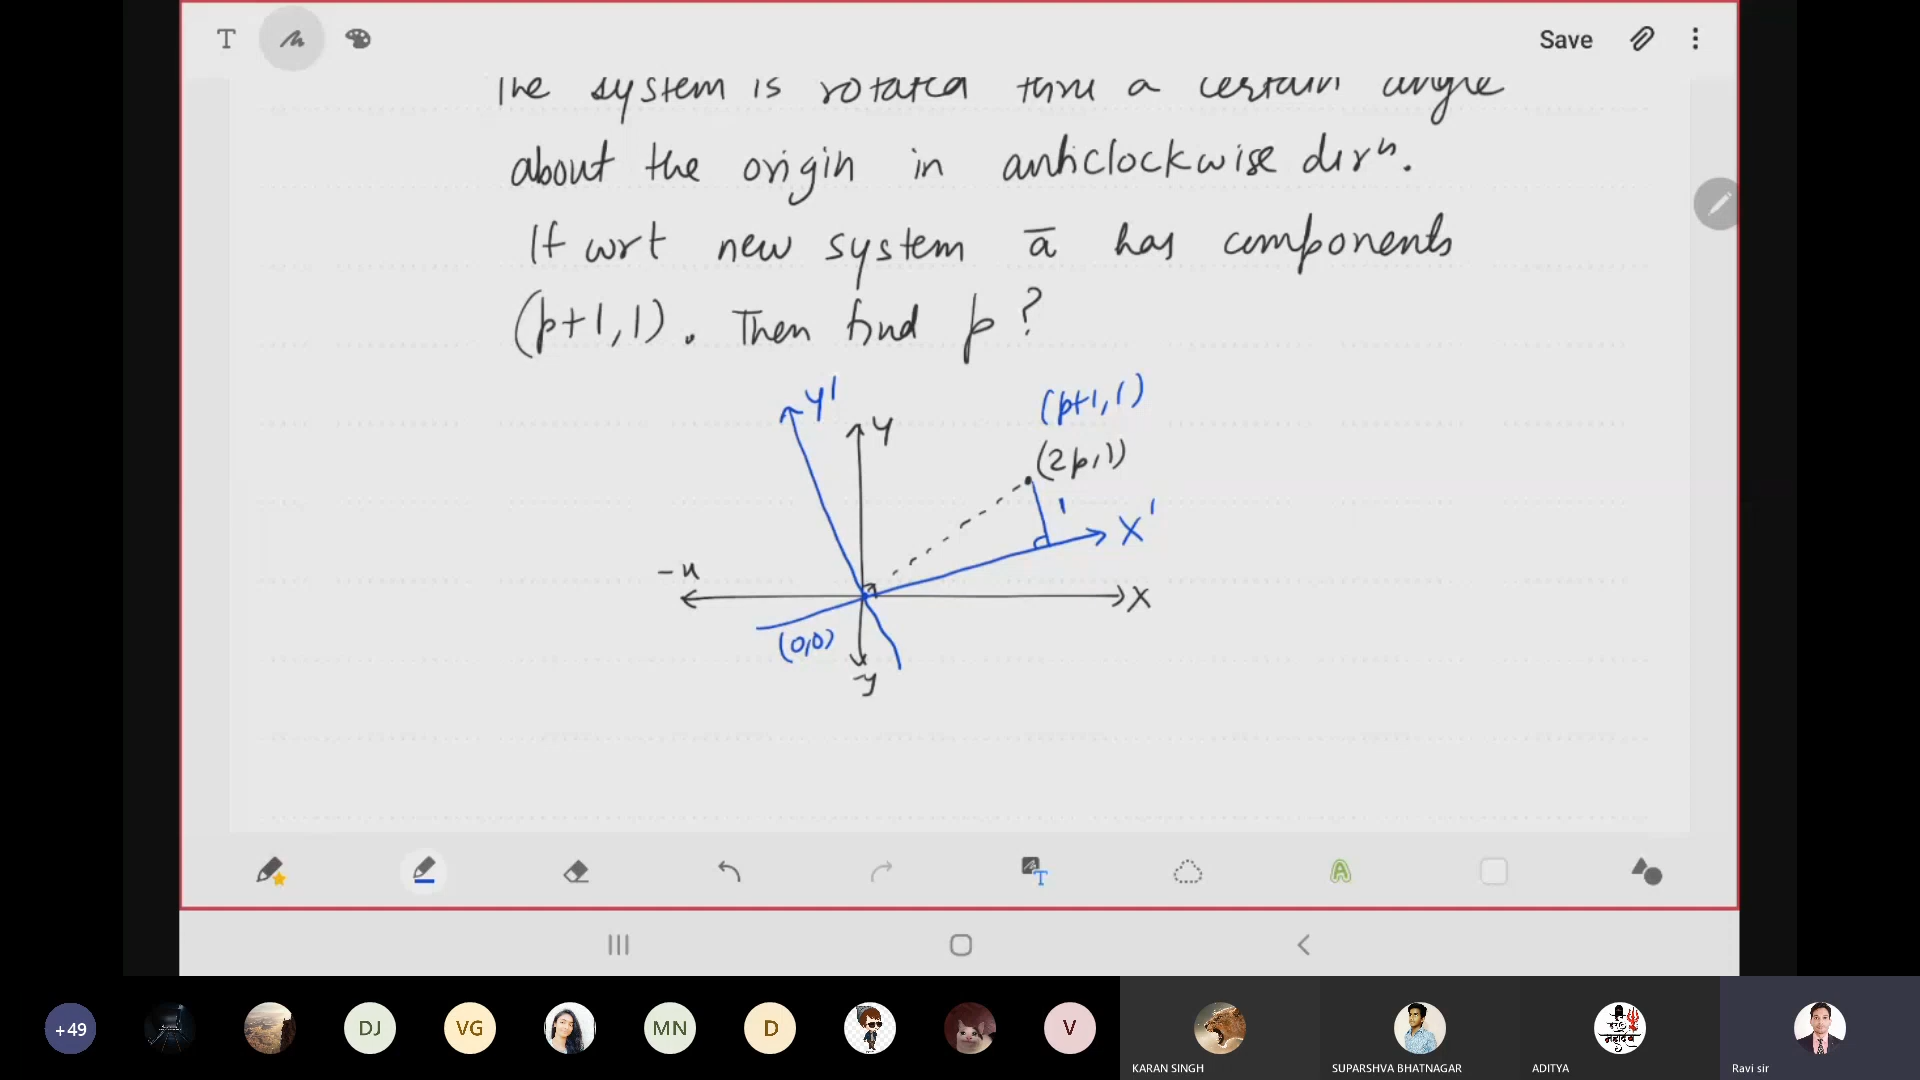 T
Save
The system is rotated thru a certain angle
about the origin in anticlockwise dirⁿ.
If wrt new system a̅ has components
(p+1,1). Then find p?
Y'
(p+1,1)
Y
(2p,1)
1
X'
-x
X
(0,0)
-y
T
A
+49
DJ
VG
MN
D
V
KARAN SINGH
SUPARSHVA BHATNAGAR
ADITYA
Ravi sir